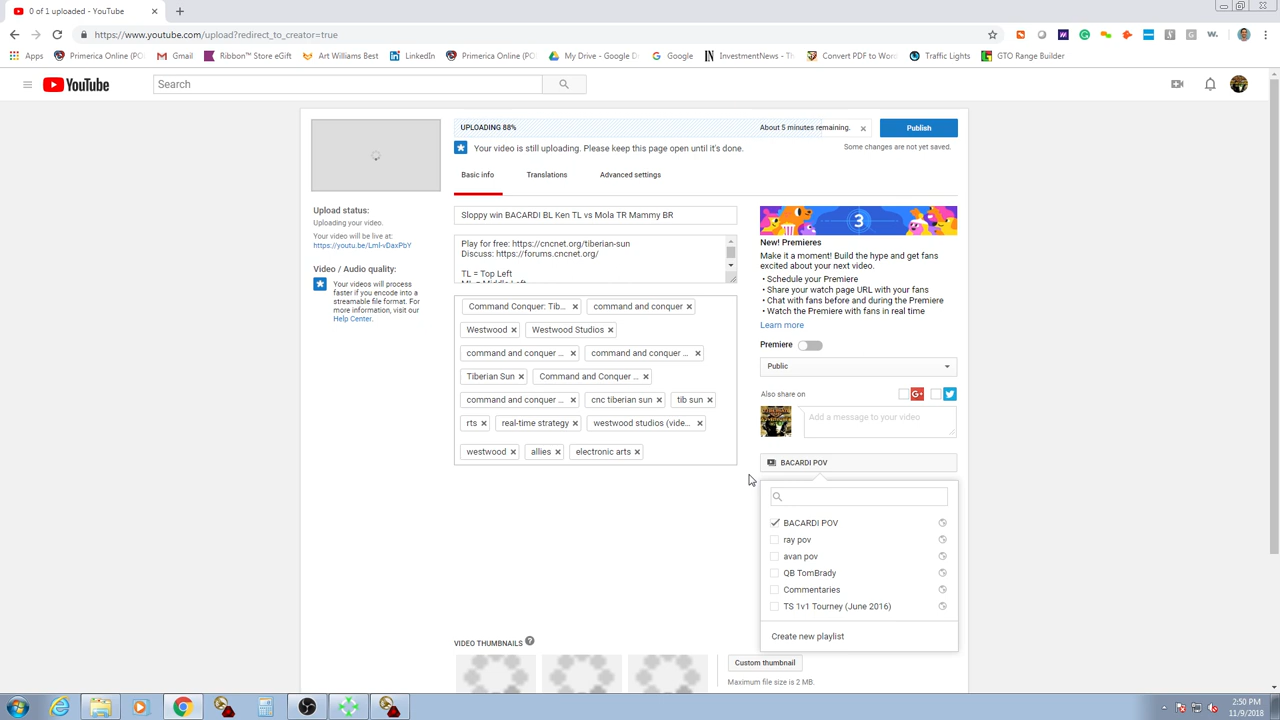 0 of 1 uploaded - YouTube
https://www.youtube.com/upload?redirect_to_creator=true
Apps Primerica Online (PO Gmail Ribbon™ Store eGift Art Williams Best LinkedIn Primerica Online (PO My Drive - Google D Google InvestmentNews - Th Convert PDF to Word Traffic Lights GTO Range Builder
YouTube
Search
UPLOADING 88% About 5 minutes remaining.
Publish
Your video is still uploading. Please keep this page open until it's done.
Some changes are not yet saved.
Basic info Translations Advanced settings
Upload status:
Uploading your video.
Your video will be live at:
https://youtu.be/LmI-vDaxPbY
Video / Audio quality:
Your videos will process
faster if you encode into a
streamable file format. For
more information, visit our
Help Center.
Sloppy win BACARDI BL Ken TL vs Mola TR Mammy BR
Play for free: https://cncnet.org/tiberian-sun
Discuss: https://forums.cncnet.org/
TL = Top Left
Command Conquer: Tib... command and conquer
Westwood Westwood Studios
command and conquer ... command and conquer ...
Tiberian Sun Command and Conquer ...
command and conquer ... cnc tiberian sun tib sun
rts real-time strategy westwood studios (vide...
westwood allies electronic arts
3
New! Premieres
Make it a moment! Build the hype and get fans
excited about your next video.
• Schedule your Premiere
• Share your watch page URL with your fans
• Chat with fans before and during the Premiere
• Watch the Premiere with fans in real time
Learn more
Premiere
Public
Also share on
G+
Add a message to your video
BACARDI POV
BACARDI POV
ray pov
avan pov
QB TomBrady
Commentaries
TS 1v1 Tourney (June 2016)
Create new playlist
VIDEO THUMBNAILS ?
Custom thumbnail
Maximum file size is 2 MB.
2:50 PM
11/9/2018